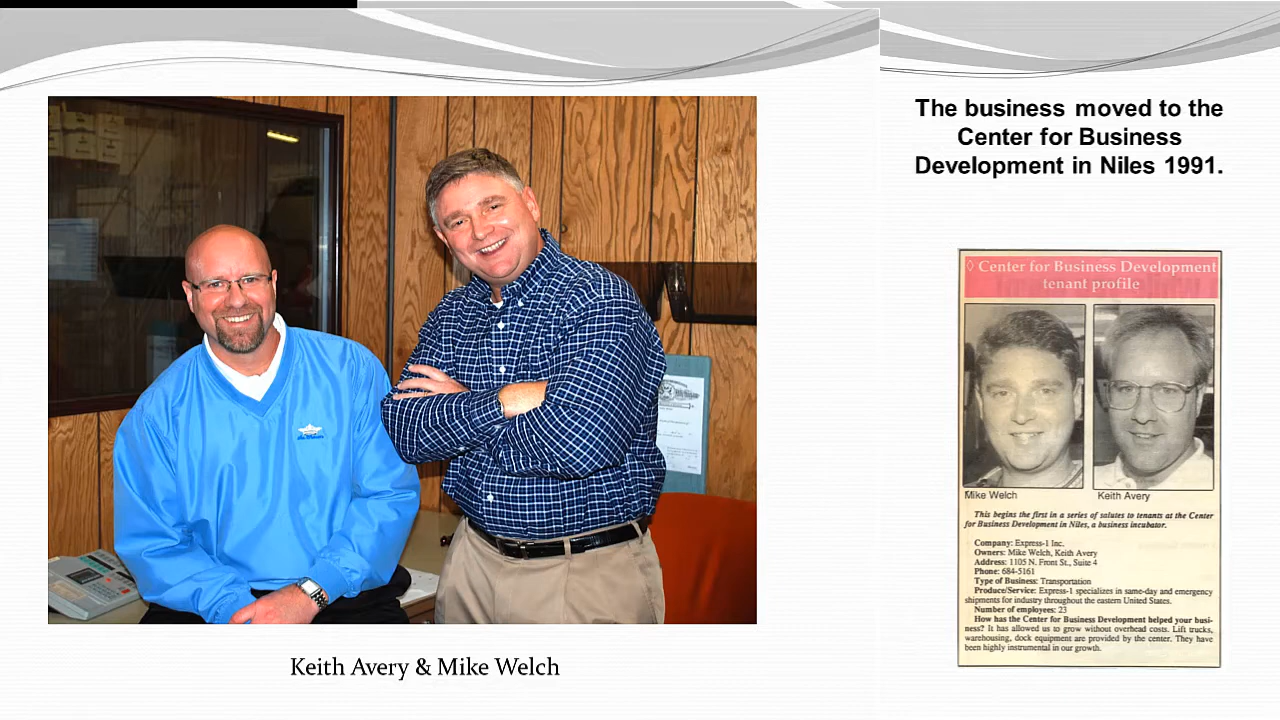 The business moved to the
Center for Business
Development in Niles 1991.
◊ Center for Business Development
tenant profile
Mike Welch
Keith Avery
This begins the first in a series of salutes to tenants at the Center
for Business Development in Niles, a business incubator.
Company: Express-1 Inc.
Owners: Mike Welch, Keith Avery
Address: 1105 N. Front St., Suite 4
Phone: 684-5161
Type of Business: Transportation
Produce/Service: Express-1 specializes in same-day and emergency
shipments for industry throughout the eastern United States.
Number of employees: 23
How has the Center for Business Development helped your busi-
ness? It has allowed us to grow without overhead costs. Lift trucks,
warehousing, dock equipment are provided by the center. They have
been highly instrumental in our growth.
Keith Avery & Mike Welch